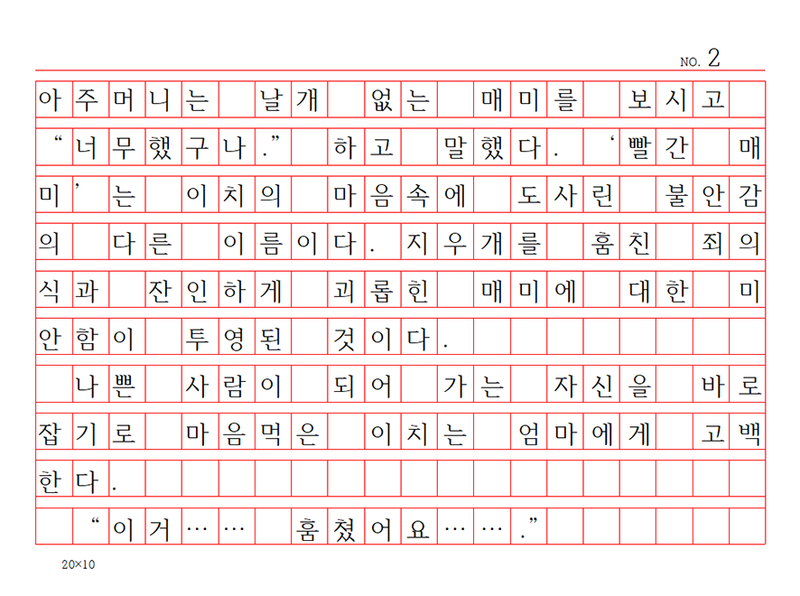 NO. 2
아주머니는 날개 없는 매미를 보시고
“너무했구나.” 하고 말했다. ‘빨간 매
미’는 이치의 마음속에 도사린 불안감
의 다른 이름이다. 지우개를 훔친 죄의
식과 잔인하게 괴롭힌 매미에 대한 미
안함이 투영된 것이다.
나쁜 사람이 되어 가는 자신을 바로
잡기로 마음먹은 이치는 엄마에게 고백
한다.
“이거…… 훔쳤어요…….”
20×10